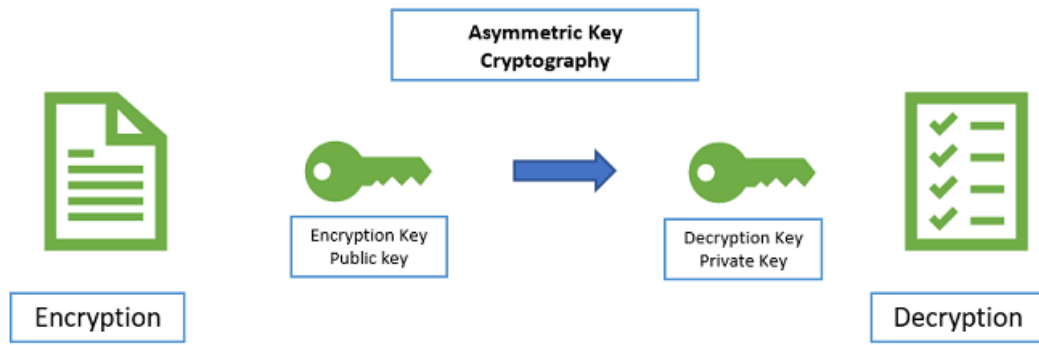 Asymmetric Key
Cryptography
Encryption Key
Public key
Decryption Key
Private Key
Encryption
Decryption